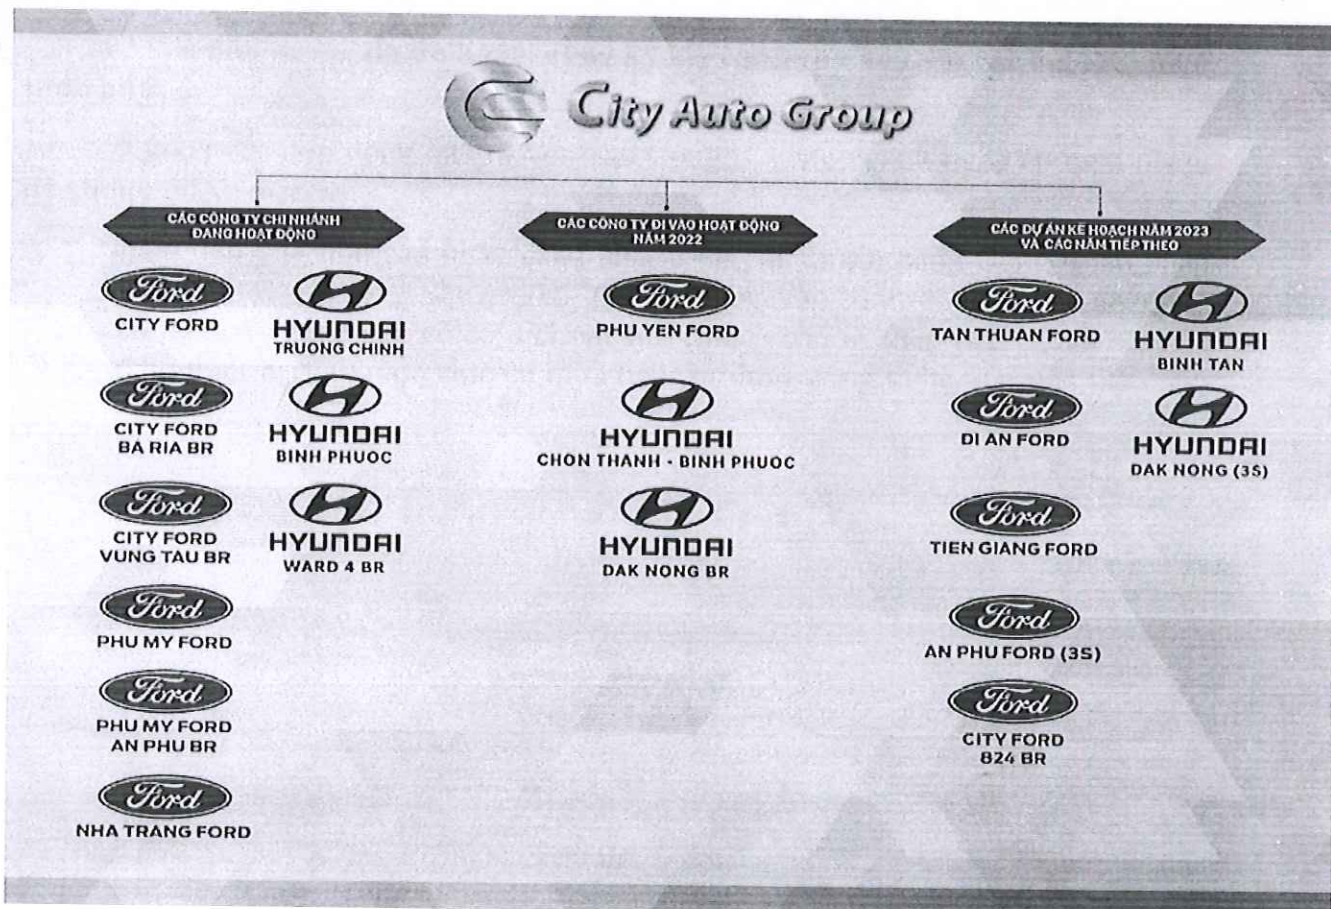 City Auto Group
CÁC CÔNG TY CHI NHÁNH
ĐANG HOẠT ĐỘNG
Ford
CITY FORD
HYUNDAI
TRUONG CHINH
Ford
CITY FORD
BA RIA BR
HYUNDAI
BINH PHUOC
Ford
CITY FORD
VUNG TAU BR
HYUNDAI
WARD 4 BR
Ford
PHU MY FORD
Ford
PHU MY FORD
AN PHU BR
Ford
NHA TRANG FORD
CÁC CÔNG TY ĐI VÀO HOẠT ĐỘNG
NĂM 2022
Ford
PHU YEN FORD
HYUNDAI
CHON THANH - BINH PHUOC
HYUNDAI
DAK NONG BR
CÁC DỰ ÁN KẾ HOẠCH NĂM 2023
VÀ CÁC NĂM TIẾP THEO
Ford
TAN THUAN FORD
HYUNDAI
BINH TAN
Ford
DI AN FORD
HYUNDAI
DAK NONG (3S)
Ford
TIEN GIANG FORD
Ford
AN PHU FORD (3S)
Ford
CITY FORD
824 BR